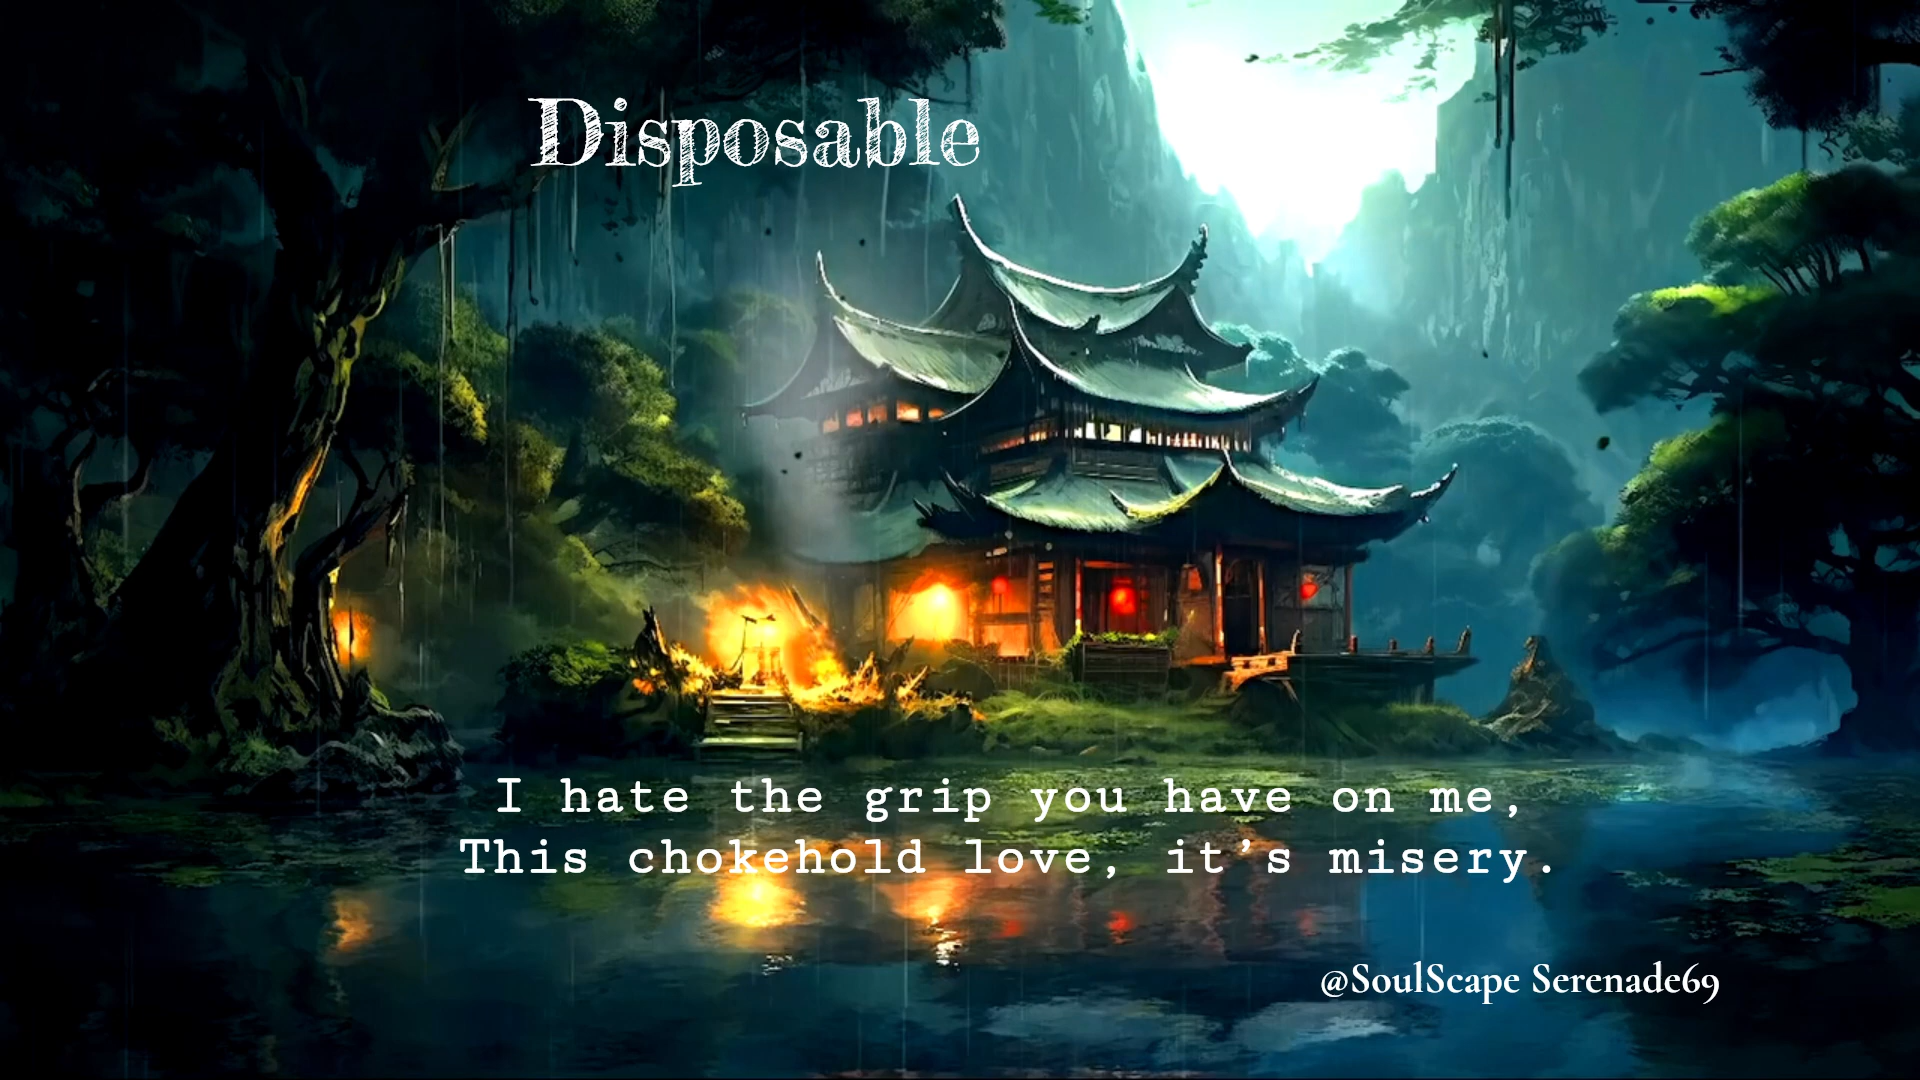 Disposable
I hate the grip you have on me,
This chokehold love, it’s misery.
@SoulScape Serenade69